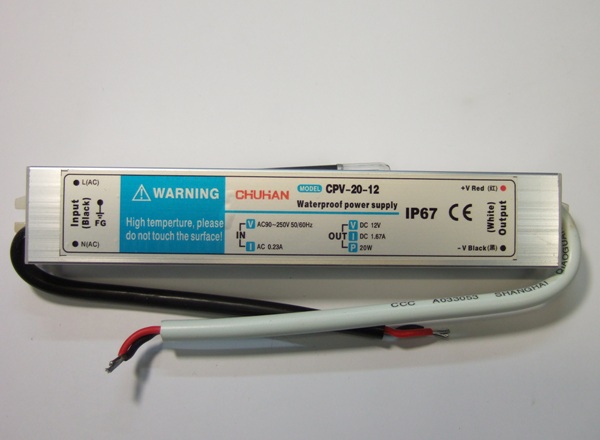 L(AC)
Input
(Black)
FG
N(AC)
WARNING
High temperture, please
do not touch the surface!
CHUHAN
MODEL CPV-20-12
Waterproof power supply
IN
V AC90~250V 50/60Hz
I AC 0.23A
OUT
V DC 12V
I DC 1.67A
P 20W
IP67 CE
+V Red (红)
(White)
Output
-V Black(黑)
CCC A033053 SHANGHAI